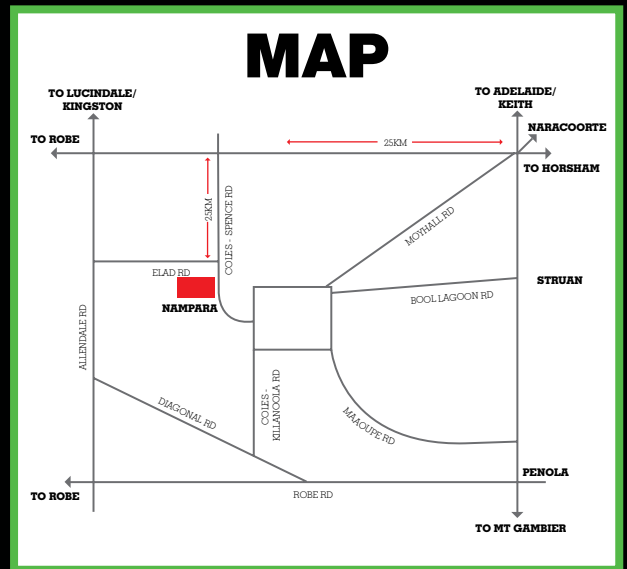 MAP
TO LUCINDALE/
KINGSTON
TO ADELAIDE/
KEITH
NARACOORTE
TO ROBE
25KM
TO HORSHAM
25KM
COLES - SPENCE RD
MOYHALL RD
ELAD RD
STRUAN
BOOL LAGOON RD
NAMPARA
ALLENDALE RD
DIAGONAL RD
COLES -
KILLANOOLA RD
MAAOUPE RD
PENOLA
TO ROBE
ROBE RD
TO MT GAMBIER